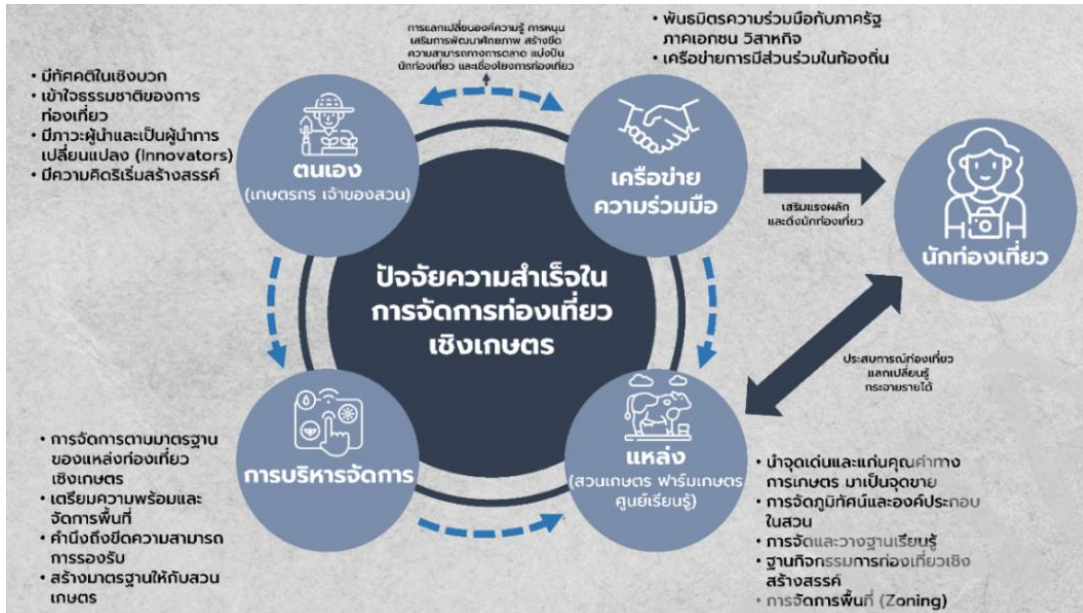 การแลกเปลี่ยนองค์ความรู้ การหนุน
เสริมการพัฒนาศักยภาพ สร้างขีด
ความสามารถทางการตลาด แบ่งปัน
นักท่องเที่ยว และเชื่อมโยงการท่องเที่ยว
• พันธมิตรความร่วมมือกับภาครัฐ
ภาคเอกชน วิสาหกิจ
• เครือข่ายการมีส่วนร่วมในท้องถิ่น
• มีทัศคติในเชิงบวก
• เข้าใจธรรมชาติของการ
ท่องเที่ยว
• มีภาวะผู้นำและเป็นผู้นำการ
เปลี่ยนแปลง (Innovators)
• มีความคิดริเริ่มสร้างสรรค์
ตนเอง
(เกษตรกร เจ้าของสวน)
เครือข่าย
ความร่วมมือ
เสริมแรงผลัก
และดึงนักท่องเที่ยว
นักท่องเที่ยว
ปัจจัยความสำเร็จใน
การจัดการท่องเที่ยว
เชิงเกษตร
ประสบการณ์ท่องเที่ยว
แลกเปลี่ยนรู้
กระจายรายได้
การบริหารจัดการ
แหล่ง
(สวนเกษตร ฟาร์มเกษตร
ศูนย์เรียนรู้)
• การจัดการตามมาตรฐาน
ของแหล่งท่องเที่ยว
เชิงเกษตร
• เตรียมความพร้อมและ
จัดการพื้นที่
• คำนึงถึงขีดความสามารถ
การรองรับ
• สร้างมาตรฐานให้กับสวน
เกษตร
• นำจุดเด่นและแก่นคุณค่าทาง
การเกษตร มาเป็นจุดขาย
• การจัดภูมิทัศน์และองค์ประกอบ
ในสวน
• การจัดและวางฐานเรียนรู้
• ฐานกิจกรรมการท่องเที่ยวเชิง
สร้างสรรค์
• การจัดการพื้นที่ (Zoning)